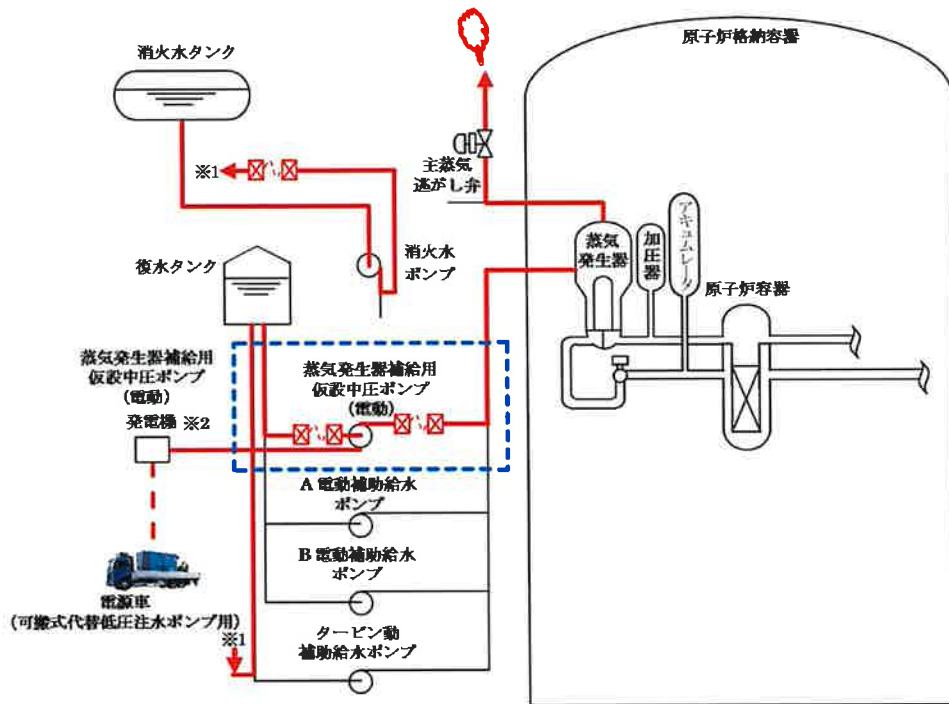 消火水タンク
原子炉格納容器
※1
主蒸気
逃がし弁
消火水
ポンプ
復水タンク
蒸気
発生器
加圧器
アキュムレータ
原子炉容器
蒸気発生器補給用
仮設中圧ポンプ
(電動)
発電機 ※2
蒸気発生器補給用
仮設中圧ポンプ
(電動)
A 電動補助給水
ポンプ
B 電動補助給水
ポンプ
電源車
(可搬式代替低圧注水ポンプ用)
※1
タービン動
補助給水ポンプ